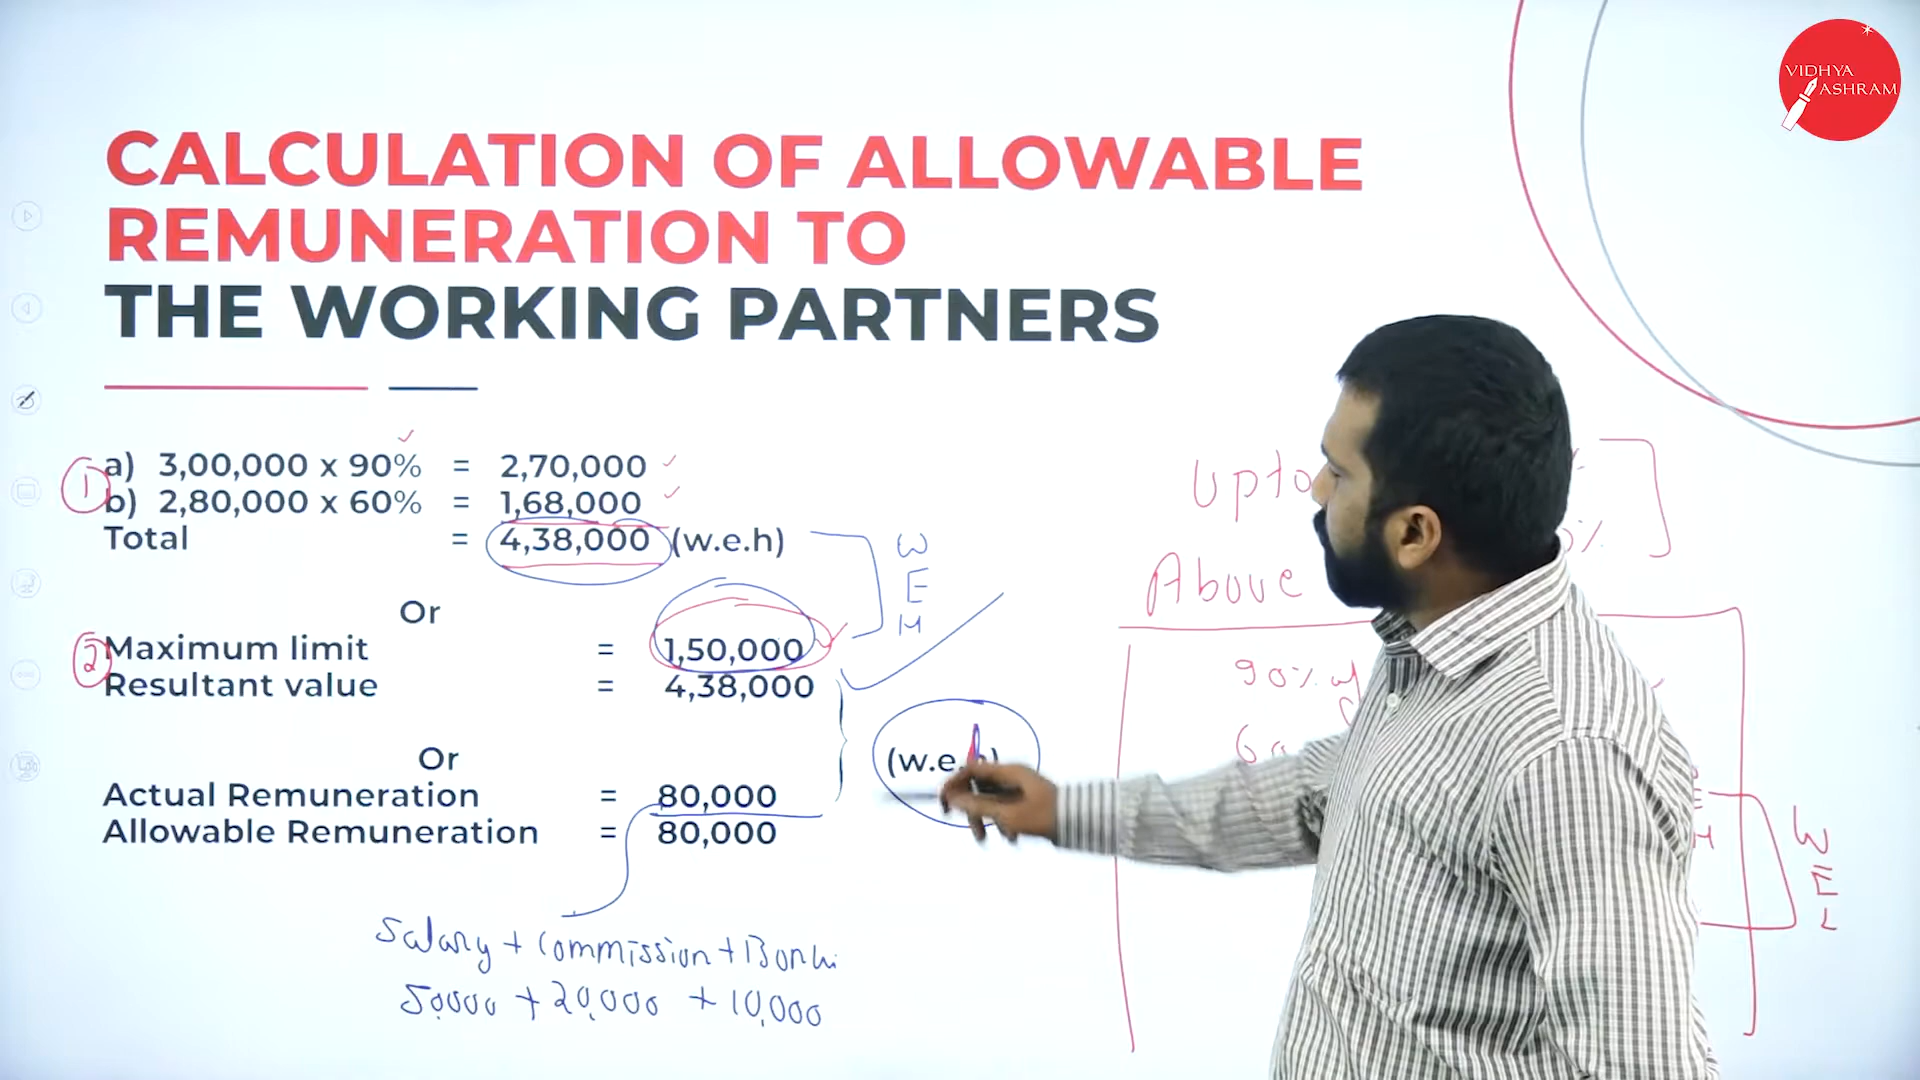 VIDHYA
ASHRAM
CALCULATION OF ALLOWABLE
REMUNERATION TO
THE WORKING PARTNERS
1
a) 3,00,000 x 90% = 2,70,000
b) 2,80,000 x 60% = 1,68,000
Total = 4,38,000 (w.e.h)
W
E
H
Or
2
Maximum limit = 1,50,000
Resultant value = 4,38,000
(w.e.
Or
Actual Remuneration = 80,000
Allowable Remuneration = 80,000
Salary + Commission +
50000 + 20,000 + 10,000
Upto
Above
90% of
W
E
L